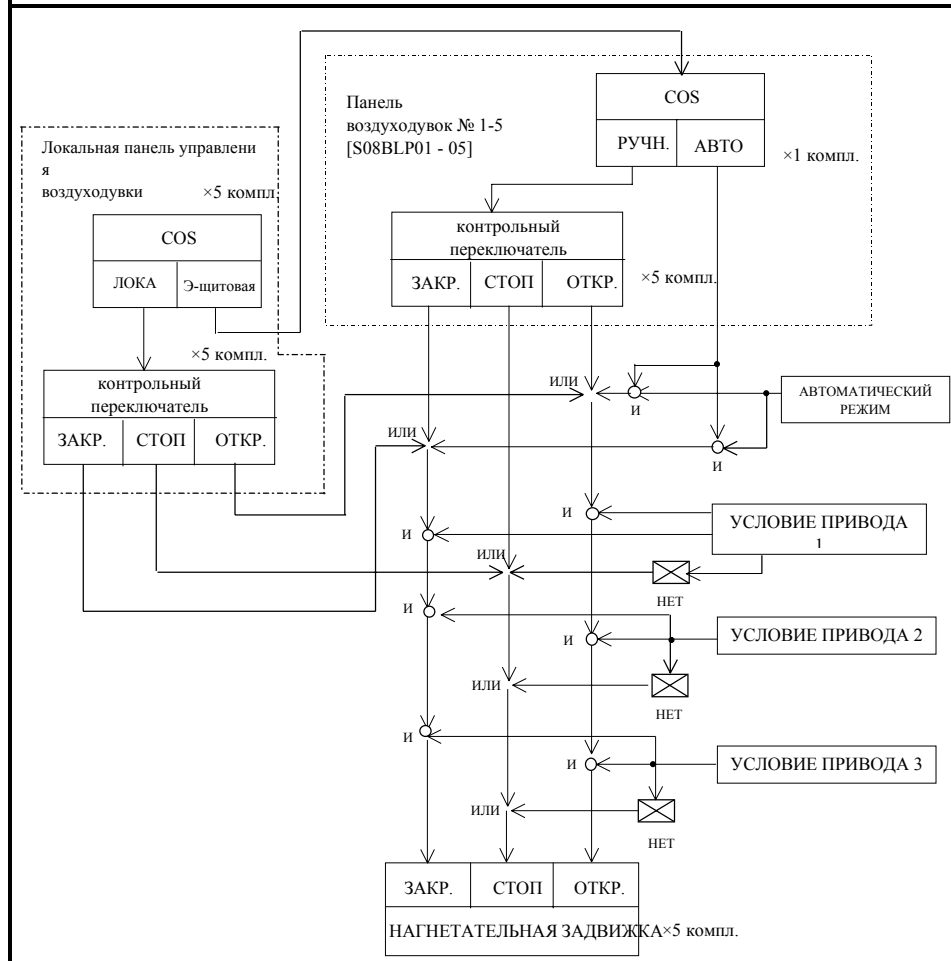 COS
Панель
воздуходувок № 1-5
[S08BLP01 - 05]
РУЧН.
АВТО
×1 компл.
Локальная панель управлени
я
воздуходувки
×5 компл.
COS
ЛОКА
Э-щитовая
контрольный
переключатель
ЗАКР.
СТОП
ОТКР.
×5 компл.
×5 компл.
контрольный
переключатель
ЗАКР.
СТОП
ОТКР.
ИЛИ
И
АВТОМАТИЧЕСКИЙ
РЕЖИМ
ИЛИ
И
И
УСЛОВИЕ ПРИВОДА
1
И
ИЛИ
НЕТ
И
И
УСЛОВИЕ ПРИВОДА 2
ИЛИ
НЕТ
И
И
УСЛОВИЕ ПРИВОДА 3
ИЛИ
НЕТ
ЗАКР.
СТОП
ОТКР.
НАГНЕТАТЕЛЬНАЯ ЗАДВИЖКА×5 компл.